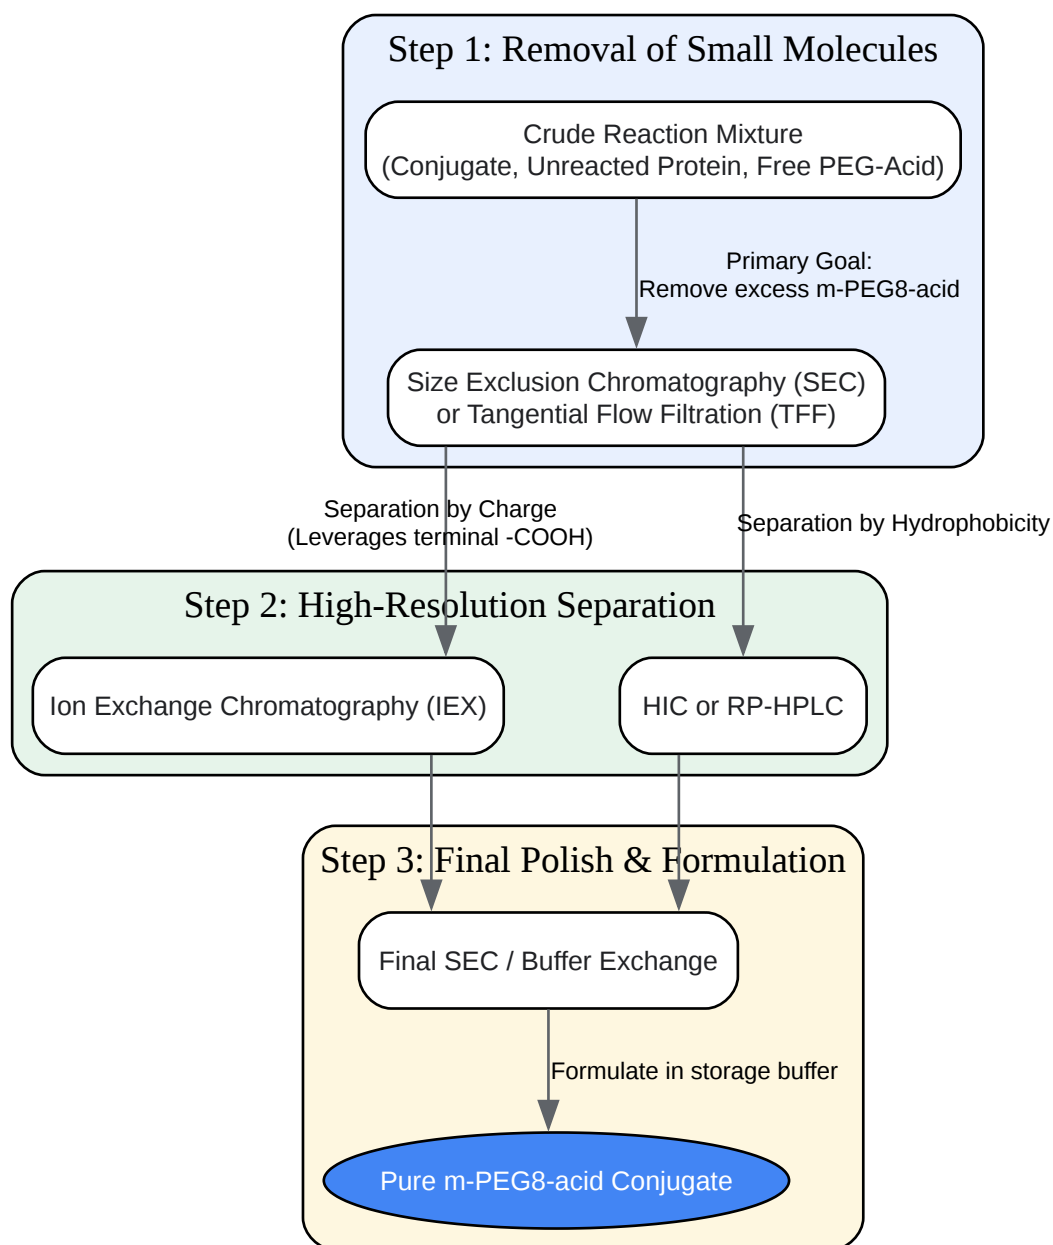 Step 1: Removal of Small Molecules
Crude Reaction Mixture
(Conjugate, Unreacted Protein, Free PEG-Acid)
Primary Goal:
Remove excess m-PEG8-acid
Size Exclusion Chromatography (SEC)
or Tangential Flow Filtration (TFF)
Separation by Charge
(Leverages terminal -COOH)
Separation by Hydrophobicity
Step 2: High-Resolution Separation
Ion Exchange Chromatography (IEX)
HIC or RP-HPLC
Step 3: Final Polish & Formulation
Final SEC / Buffer Exchange
Formulate in storage buffer
Pure m-PEG8-acid Conjugate